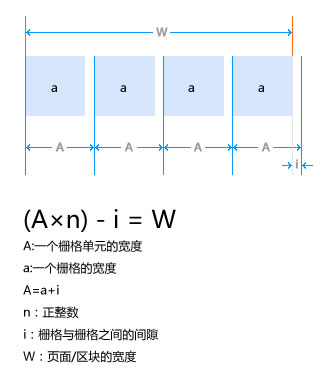 W
a a a a
A A A A
i
(A×n) - i = W
A:一个栅格单元的宽度
a:一个栅格的宽度
A=a+i
n：正整数
i：栅格与栅格之间的间隙
W：页面/区块的宽度